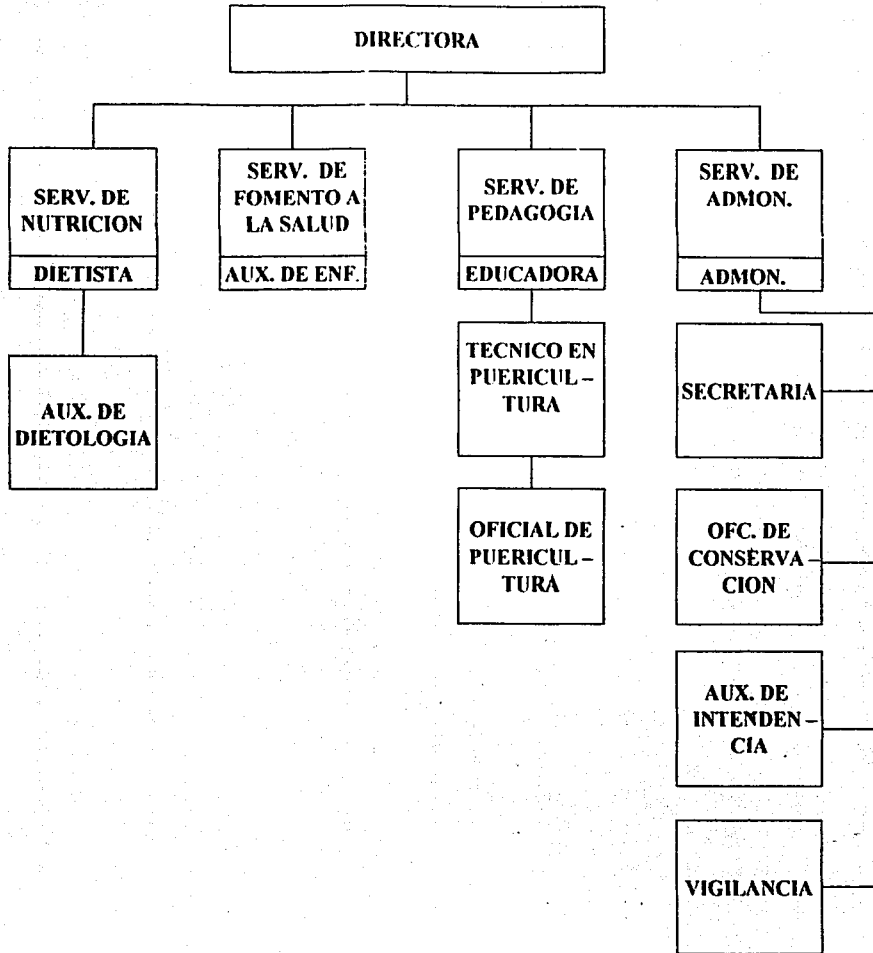 DIRECTORA
SERV. DE
NUTRICION
DIETISTA
SERV. DE
FOMENTO A
LA SALUD
AUX. DE ENF.
SERV. DE
PEDAGOGIA
EDUCADORA
SERV. DE
ADMON.
ADMON.
AUX. DE
DIETOLOGIA
TECNICO EN
PUERICUL –
TURA
OFICIAL DE
PUERICUL –
TURA
SECRETARIA
OFC. DE
CONSERVA –
CION
AUX. DE
INTENDEN –
CIA
VIGILANCIA